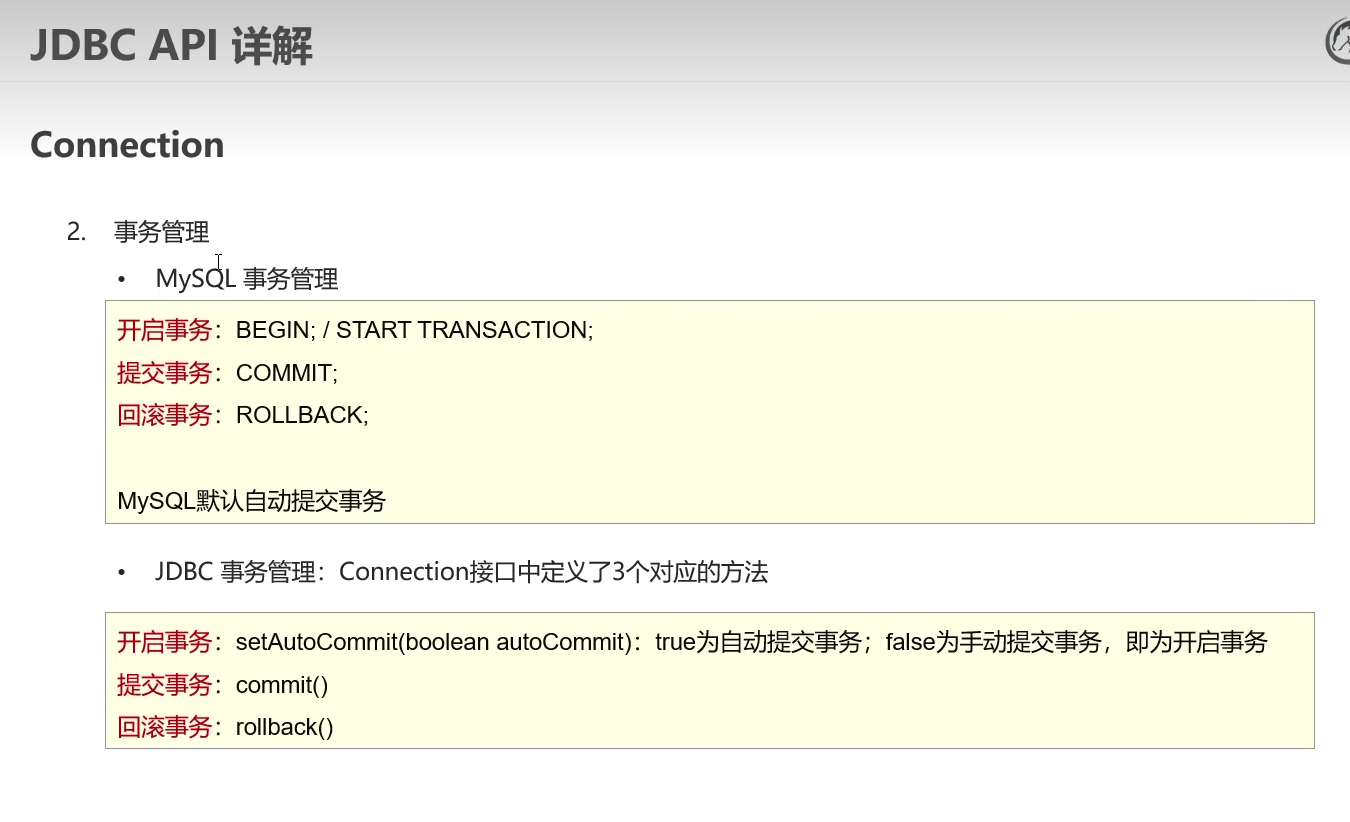 JDBC API 详解
Connection
2. 事务管理
• MySQL 事务管理
开启事务：BEGIN; / START TRANSACTION;
提交事务：COMMIT;
回滚事务：ROLLBACK;
MySQL默认自动提交事务
• JDBC 事务管理：Connection接口中定义了3个对应的方法
开启事务：setAutoCommit(boolean autoCommit)：true为自动提交事务；false为手动提交事务，即为开启事务
提交事务：commit()
回滚事务：rollback()